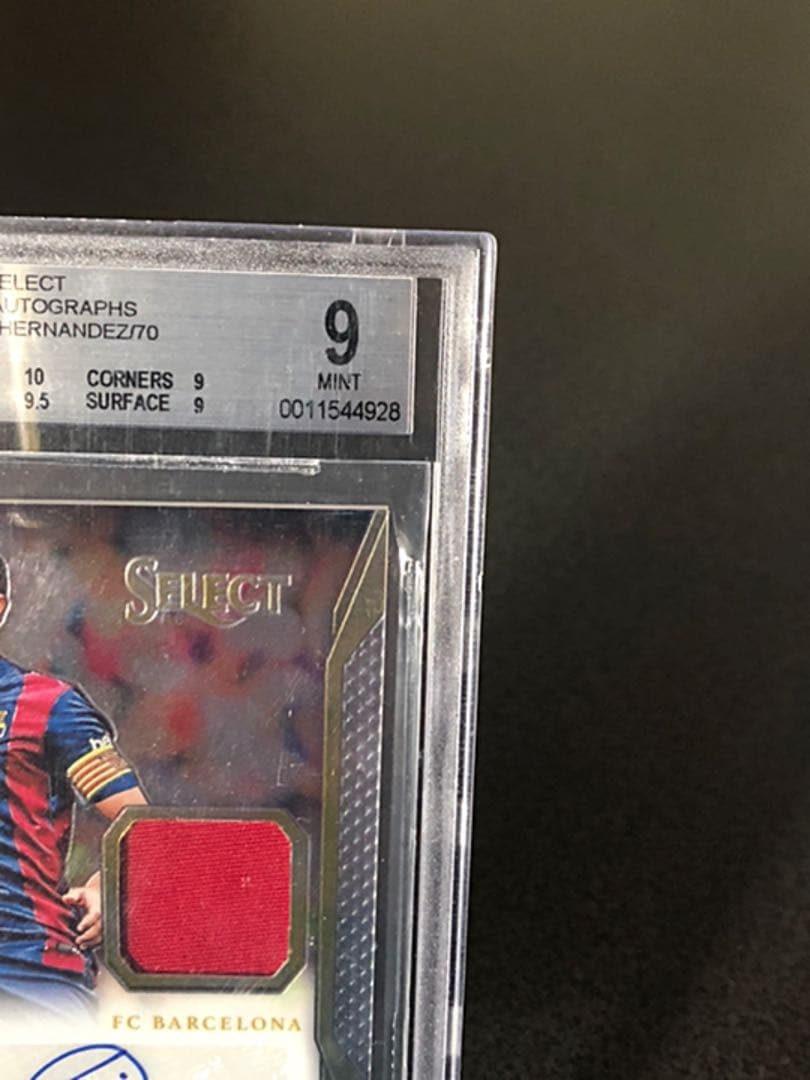 ELECT
AUTOGRAPHS
HERNANDEZ/70
9
MINT
10 CORNERS 9
9.5 SURFACE 9
0011544928
SELECT
FC BARCELONA